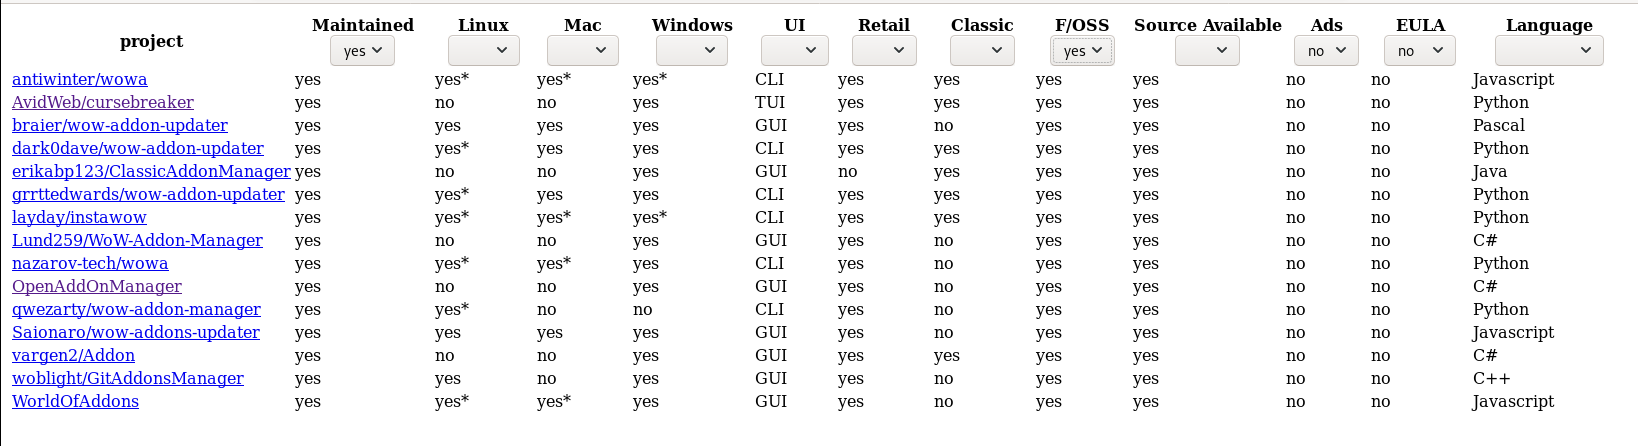 project Maintained Linux Mac Windows UI Retail Classic F/OSS Source Available Ads EULA Language
yes yes no no
antiwinter/wowa yes yes* yes* yes* CLI yes yes yes yes no no Javascript
AvidWeb/cursebreaker yes no no yes TUI yes yes yes yes no no Python
braier/wow-addon-updater yes yes yes yes GUI yes no yes yes no no Pascal
dark0dave/wow-addon-updater yes yes* yes yes CLI yes yes yes yes no no Python
erikabp123/ClassicAddonManager yes no no yes GUI no yes yes yes no no Java
grrttedwards/wow-addon-updater yes yes* yes yes CLI yes yes yes yes no no Python
layday/instawow yes yes* yes* yes* CLI yes yes yes yes no no Python
Lund259/WoW-Addon-Manager yes no no yes GUI yes no yes yes no no C#
nazarov-tech/wowa yes yes* yes* yes CLI yes no yes yes no no Python
OpenAddOnManager yes no no yes GUI yes no yes yes no no C#
qwezarty/wow-addon-manager yes yes* no no CLI yes no yes yes no no Python
Saionaro/wow-addons-updater yes yes yes yes GUI yes no yes yes no no Javascript
vargen2/Addon yes no no yes GUI yes yes yes yes no no C#
woblight/GitAddonsManager yes yes no yes GUI yes no yes yes no no C++
WorldOfAddons yes yes* yes* yes GUI yes no yes yes no no Javascript